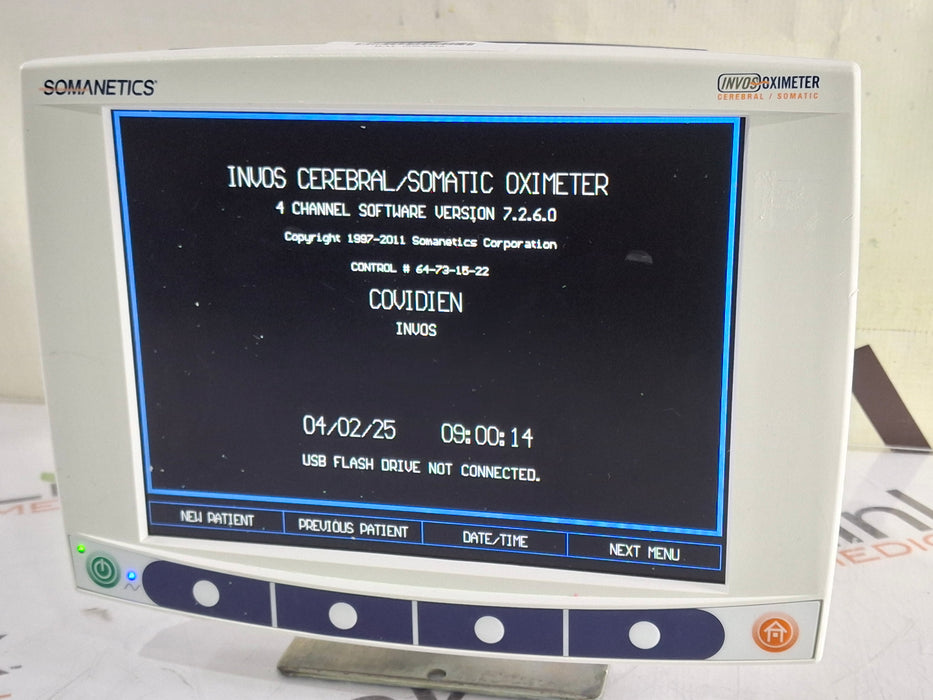 SOMANETICS®
INVOS OXIMETER
CEREBRAL / SOMATIC
INVOS CEREBRAL/SOMATIC OXIMETER
4 CHANNEL SOFTWARE VERSION 7.2.6.0
Copyright 1997-2011 Somanetics Corporation
CONTROL # 64-73-15-22
COVIDIEN
INVOS
04/02/25 09:00:14
USB FLASH DRIVE NOT CONNECTED.
NEW PATIENT PREVIOUS PATIENT DATE/TIME NEXT MENU